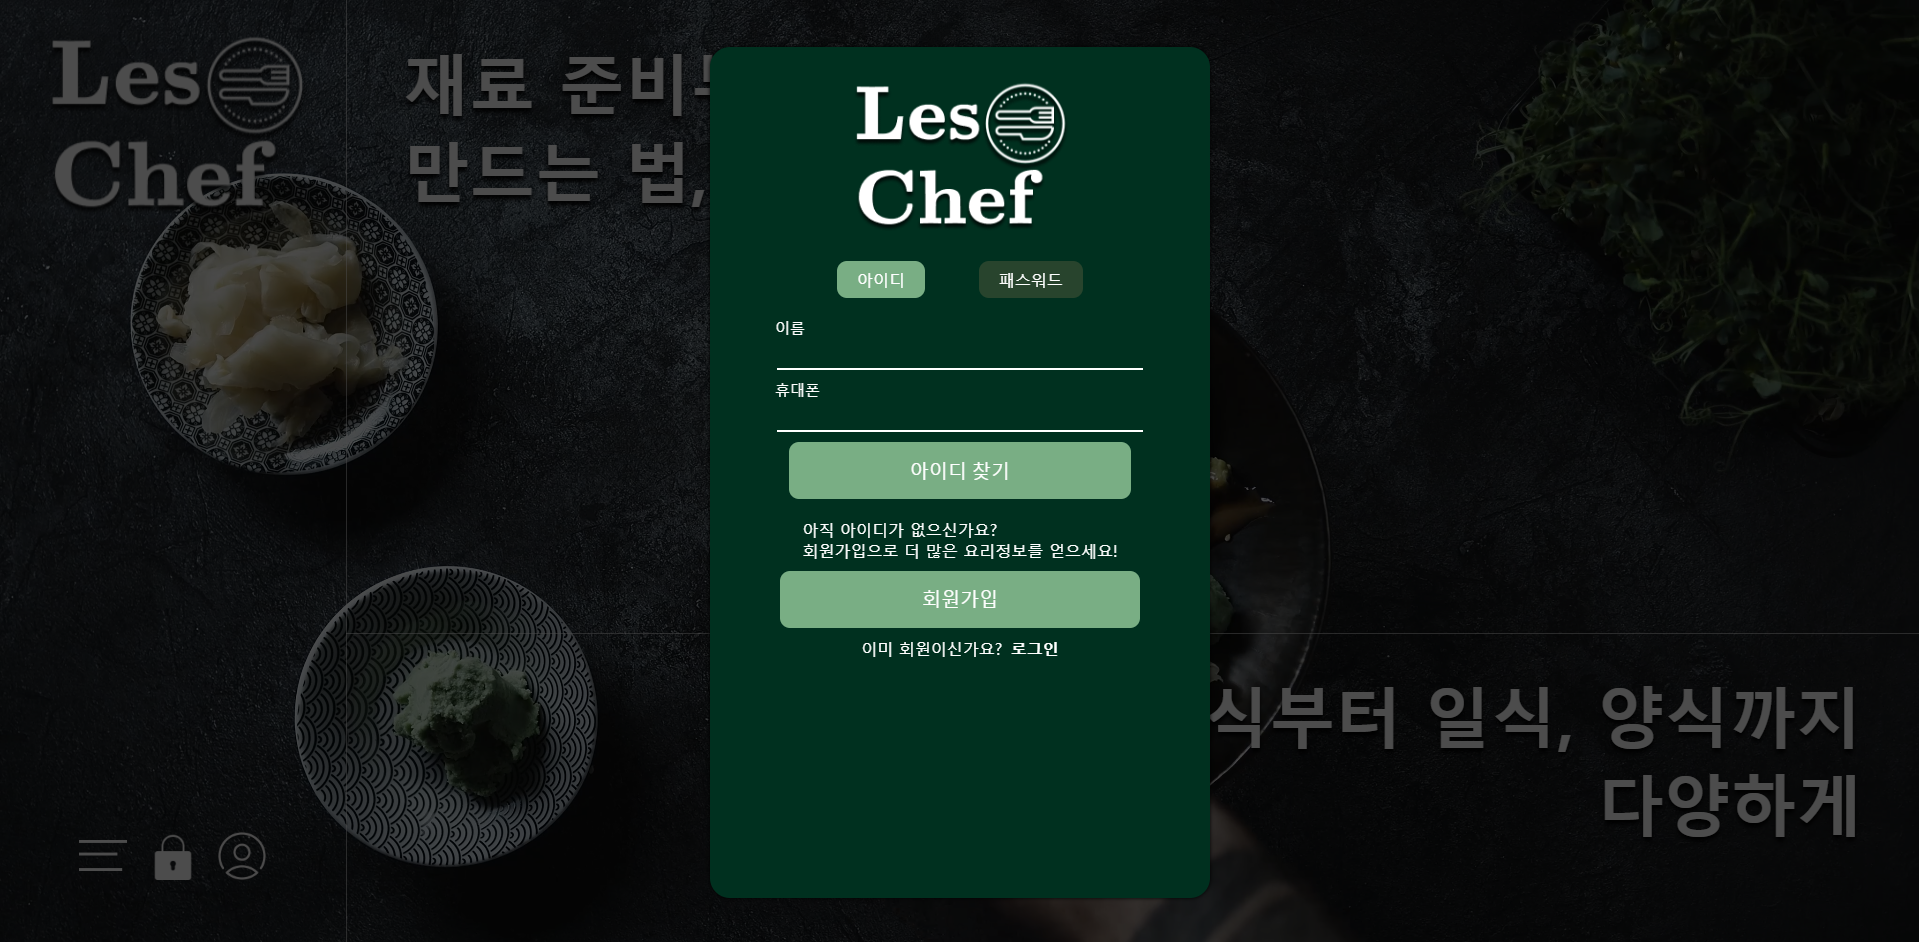 Les
Chef
재료 준비
만드는 법,
Les
Chef
아이디
패스워드
이름
휴대폰
아이디 찾기
아직 아이디가 없으신가요?
회원가입으로 더 많은 요리정보를 얻으세요!
회원가입
이미 회원이신가요? 로그인
식부터 일식, 양식까지
다양하게